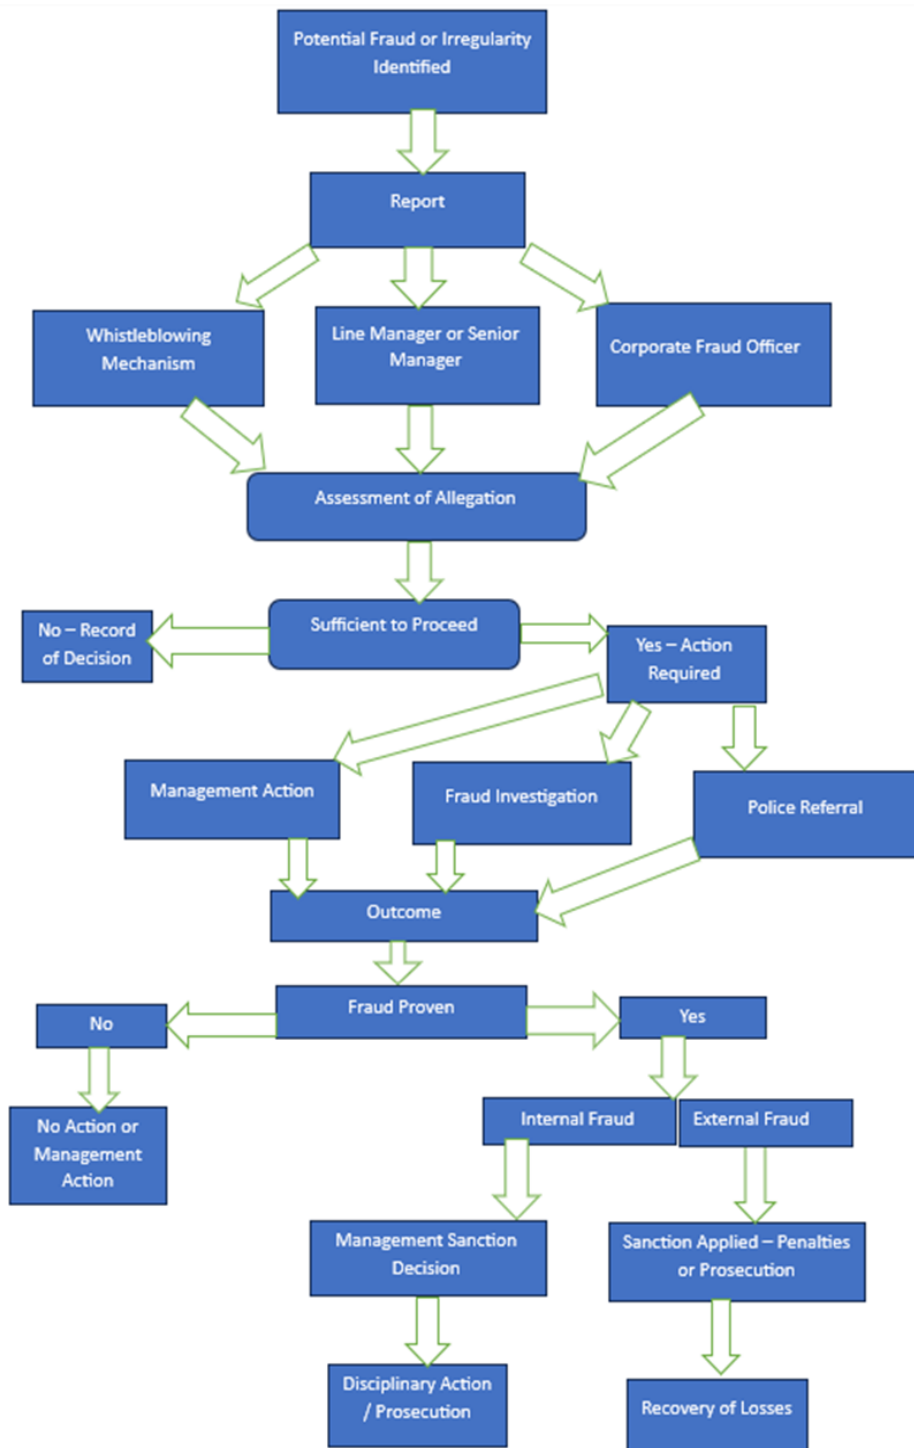 Potential Fraud or Irregularity
Identified
Report
Whistleblowing
Mechanism
Line Manager or Senior
Manager
Corporate Fraud Officer
Assessment of Allegation
Sufficient to Proceed
No – Record
of Decision
Yes – Action
Required
Management Action
Fraud Investigation
Police Referral
Outcome
Fraud Proven
No
Yes
No Action or
Management
Action
Internal Fraud
External Fraud
Management Sanction
Decision
Sanction Applied – Penalties
or Prosecution
Disciplinary Action
/ Prosecution
Recovery of Losses